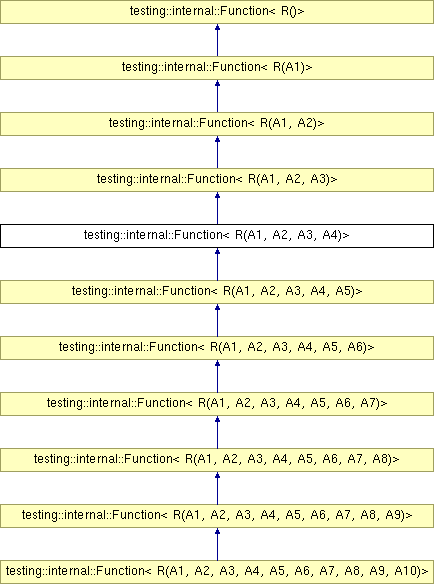 testing::internal::Function< R()>
testing::internal::Function< R(A1)>
testing::internal::Function< R(A1, A2)>
testing::internal::Function< R(A1, A2, A3)>
testing::internal::Function< R(A1, A2, A3, A4)>
testing::internal::Function< R(A1, A2, A3, A4, A5)>
testing::internal::Function< R(A1, A2, A3, A4, A5, A6)>
testing::internal::Function< R(A1, A2, A3, A4, A5, A6, A7)>
testing::internal::Function< R(A1, A2, A3, A4, A5, A6, A7, A8)>
testing::internal::Function< R(A1, A2, A3, A4, A5, A6, A7, A8, A9)>
testing::internal::Function< R(A1, A2, A3, A4, A5, A6, A7, A8, A9, A10)>